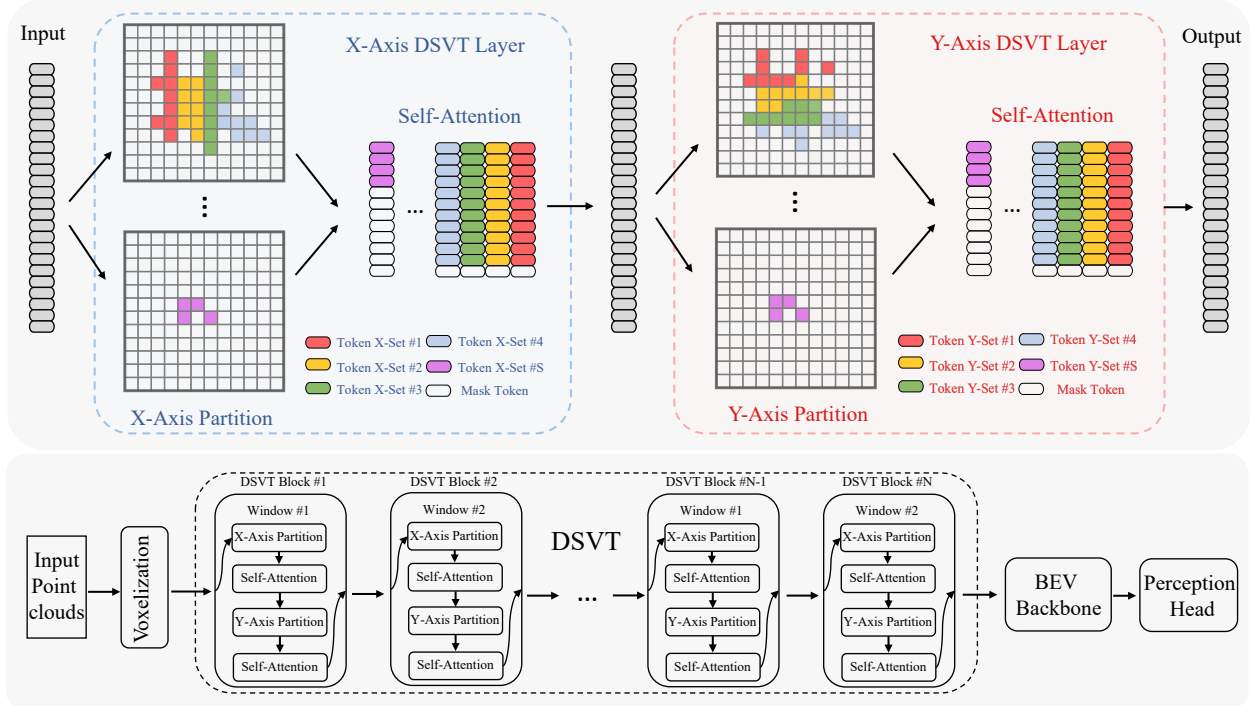 Input
X-Axis DSVT Layer
Self-Attention
...
...
Token X-Set #1
Token X-Set #4
Token X-Set #2
Token X-Set #S
Token X-Set #3
Mask Token
X-Axis Partition
Y-Axis DSVT Layer
Self-Attention
...
...
Token Y-Set #1
Token Y-Set #4
Token Y-Set #2
Token Y-Set #S
Token Y-Set #3
Mask Token
Y-Axis Partition
Output
Input
Point
clouds
Voxelization
DSVT Block #1
Window #1
X-Axis Partition
Self-Attention
Y-Axis Partition
Self-Attention
DSVT Block #2
Window #2
X-Axis Partition
Self-Attention
Y-Axis Partition
Self-Attention
DSVT
...
DSVT Block #N-1
Window #1
X-Axis Partition
Self-Attention
Y-Axis Partition
Self-Attention
DSVT Block #N
Window #2
X-Axis Partition
Self-Attention
Y-Axis Partition
Self-Attention
BEV
Backbone
Perception
Head